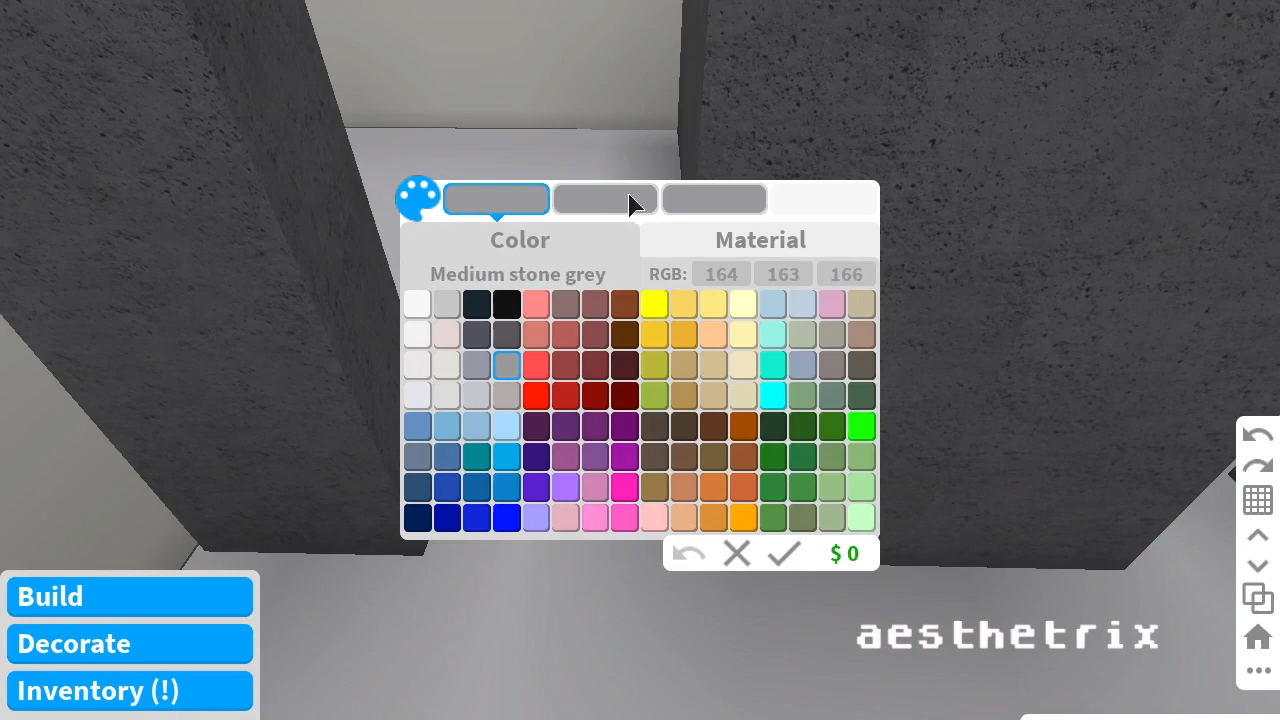 Color
Material
Medium stone grey
RGB: 164 163 166
$ 0
Build
Decorate
Inventory (!)
aesthetrix